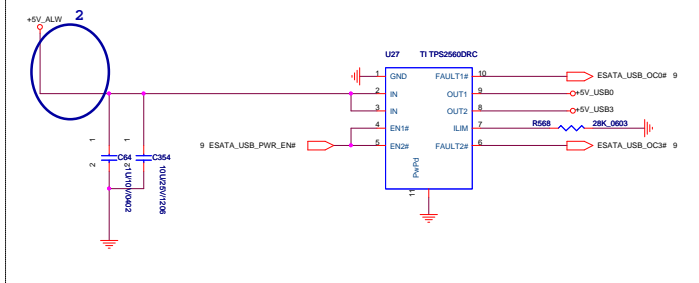 2
+5V_ALW
U27 TI TPS2560DRC
1 GND FAULT1# 10 ESATA_USB_OC0# 9
2 IN OUT1 9 +5V_USB0
3 IN OUT2 8 +5V_USB3
4 EN1# ILIM 7 R568 28K_0603
9 ESATA_USB_PWR_EN# 5 EN2# FAULT2# 6 ESATA_USB_OC3# 9
PwPd
11
1 1
C64 C354
2 2
1U/10V/0402
10U/25V/1206